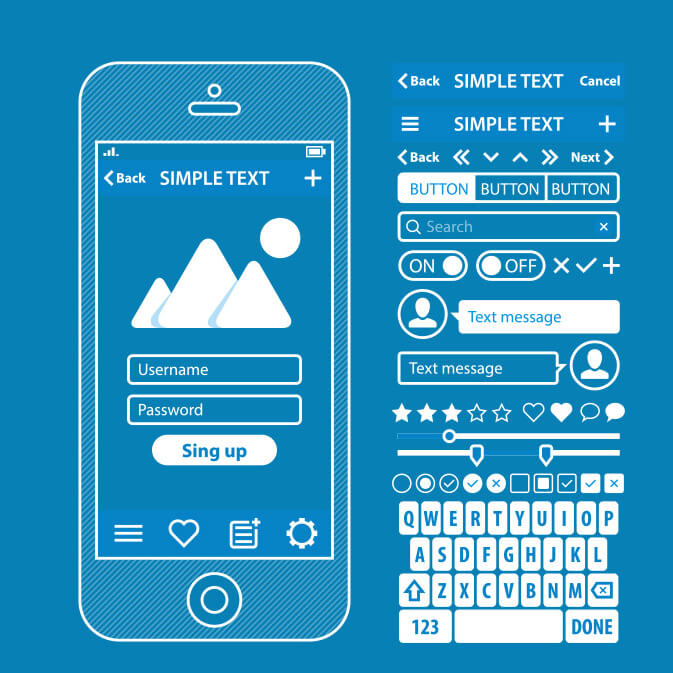 Back SIMPLE TEXT
Username
Password
Sing up
Back SIMPLE TEXT Cancel
SIMPLE TEXT
Back Next
BUTTON BUTTON BUTTON
Search
ON OFF
Text message
Text message
Q W E R T Y U I O P
A S D F G H J K L
Z X C V B N M
123 DONE